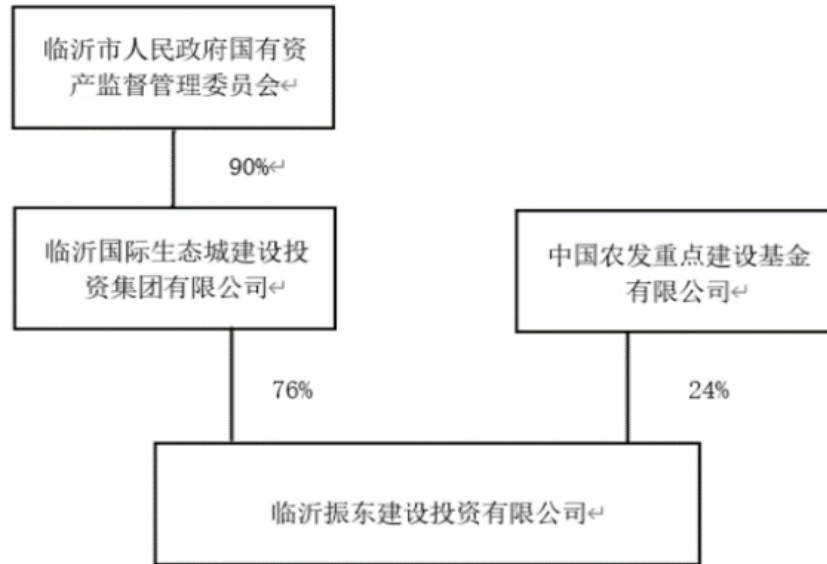 临沂市人民政府国有资
产监督管理委员会↵
90%↵
临沂国际生态城建设投
资集团有限公司↵
中国农发重点建设基金
有限公司↵
76%
24%
临沂振东建设投资有限公司↵